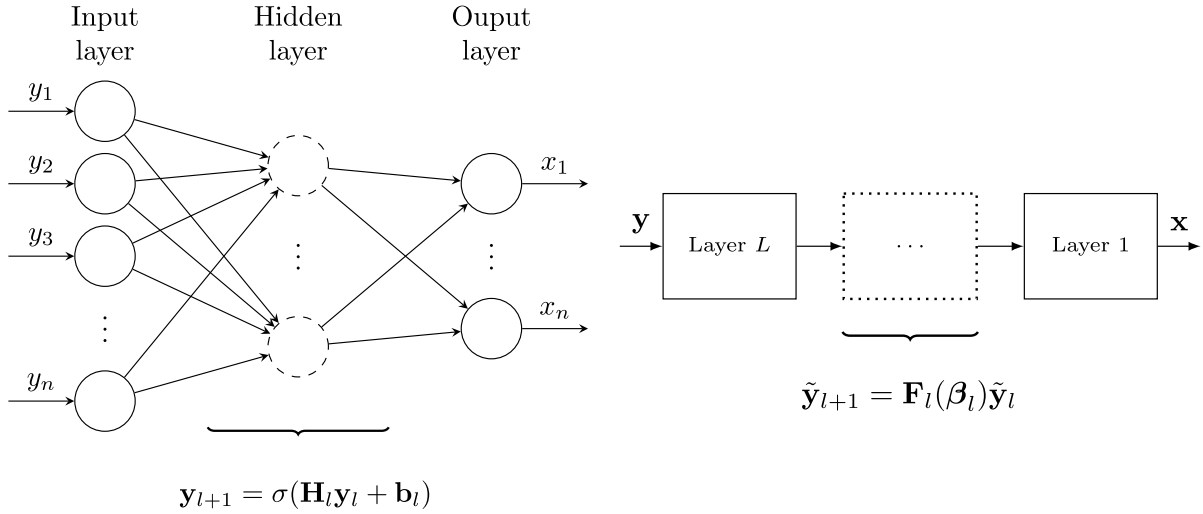 Input
layer
Hidden
layer
Ouput
layer
y₁
y₂
y₃
⋮
yₙ
⋮
⋮
x₁
xₙ
yₗ₊₁ = σ(Hₗyₗ + bₗ)
y
Layer L
...
Layer 1
x
ỹₗ₊₁ = Fₗ(βₗ)ỹₗ